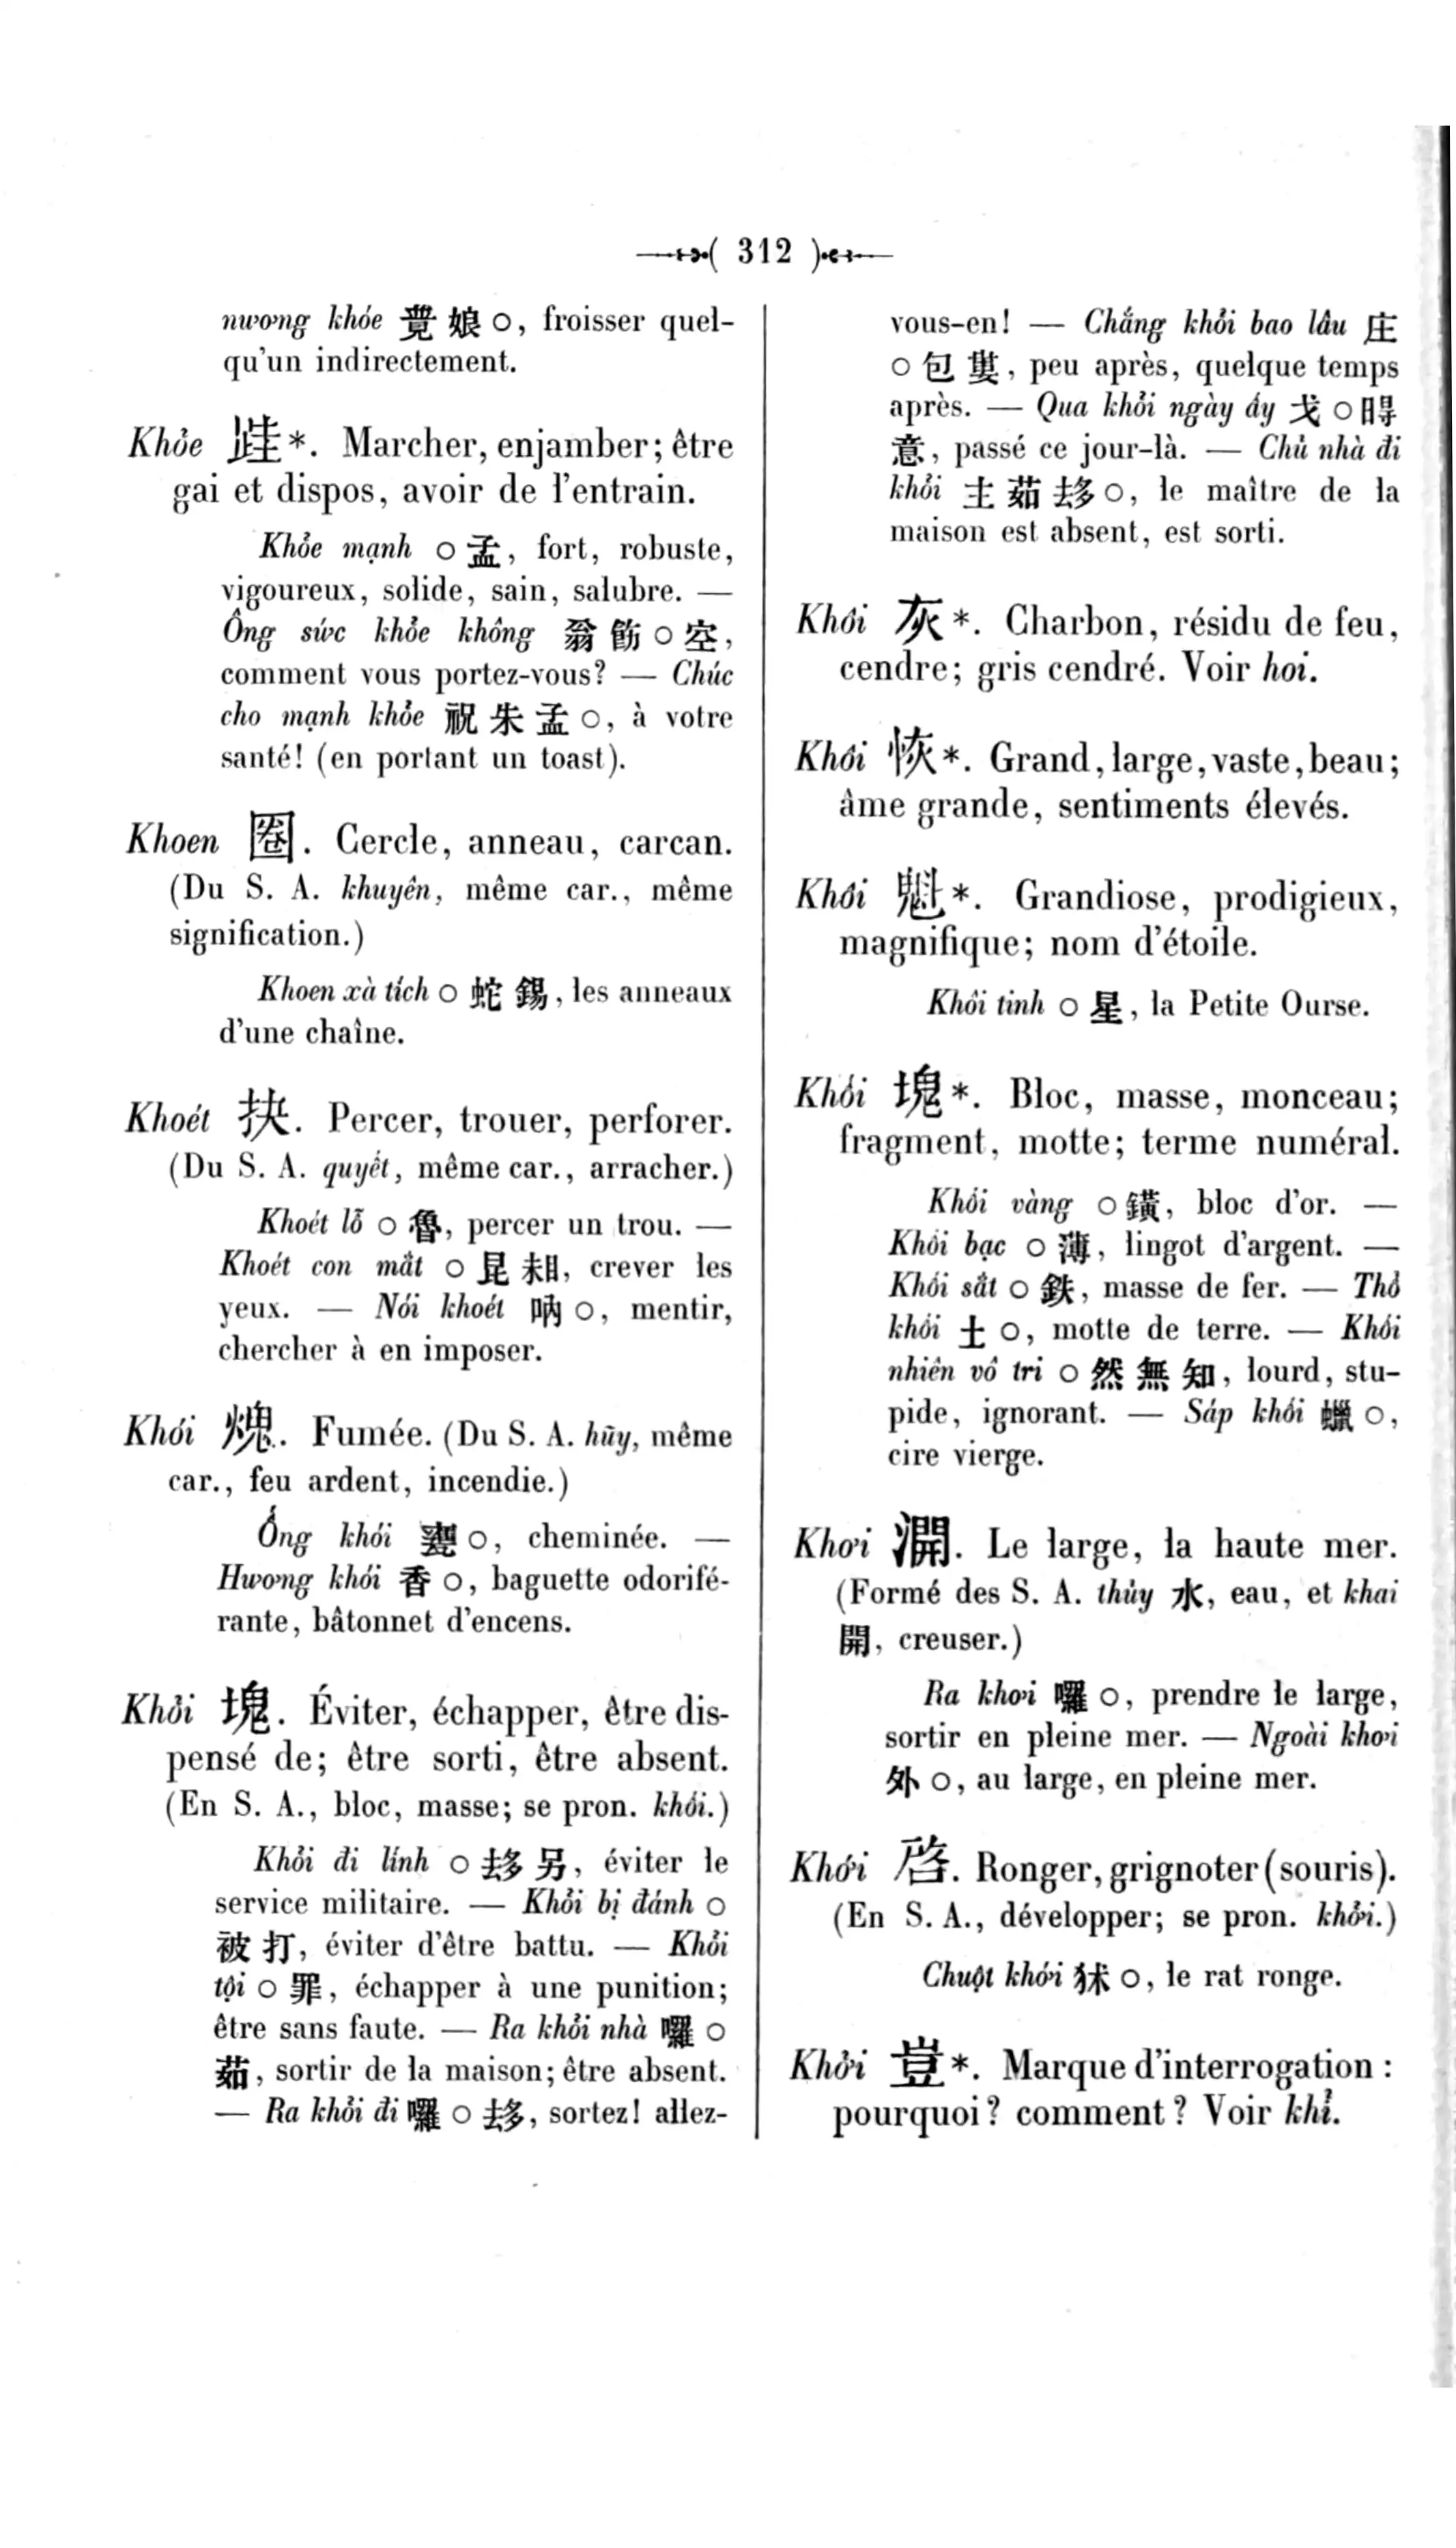 ( 312 )
nương khóe 覺 娘 ○, froisser quel-
qu'un indirectement.
Khỏe 跬*. Marcher, enjamber; être
gai et dispos, avoir de l'entrain.
Khỏe mạnh ○ 孟, fort, robuste,
vigoureux, solide, sain, salubre. —
Ông sức khỏe không 翁 飭 ○ 空,
comment vous portez-vous? — Chúc
cho mạnh khỏe 祝 朱 孟 ○, à votre
santé! (en portant un toast).
Khoen 圈. Cercle, anneau, carcan.
(Du S. A. khuyên, même car., même
signification.)
Khoen xà tích ○ 蛇 錫, les anneaux
d'une chaîne.
Khoét 抉. Percer, trouer, perforer.
(Du S. A. quyết, même car., arracher.)
Khoét lỗ ○ 魯, percer un trou. —
Khoét con mắt ○ 昆 眜, crever les
yeux. — Nói khoét 吶 ○, mentir,
chercher à en imposer.
Khói 煨. Fumée. (Du S. A. hũy, même
car., feu ardent, incendie.)
Ống khói 甕 ○, cheminée. —
Hương khói 香 ○, baguette odorifé-
rante, bâtonnet d'encens.
Khỏi 塊. Éviter, échapper, être dis-
pensé de; être sorti, être absent.
(En S. A., bloc, masse; se pron. khối.)
Khỏi đi lính ○ 𠫾 另, éviter le
service militaire. — Khỏi bị đánh ○
被 打, éviter d'être battu. — Khỏi
tội ○ 罪, échapper à une punition;
être sans faute. — Ra khỏi nhà 囉 ○
茹, sortir de la maison; être absent.
— Ra khỏi đi 囉 ○ 𠫾, sortez! allez-
vous-en! — Chẳng khỏi bao lâu 庄
○ 包 婁, peu après, quelque temps
après. — Qua khỏi ngày ấy 戈 ○ 㝵
意, passé ce jour-là. — Chủ nhà đi
khỏi 主 茹 𠫾 ○, le maître de la
maison est absent, est sorti.
Khôi 灰*. Charbon, résidu de feu,
cendre; gris cendré. Voir hoi.
Khôi 恢*. Grand, large, vaste, beau;
âme grande, sentiments élevés.
Khôi 魁*. Grandiose, prodigieux,
magnifique; nom d'étoile.
Khôi tinh ○ 星, la Petite Ourse.
Khối 塊*. Bloc, masse, monceau;
fragment, motte; terme numéral.
Khối vàng ○ 鐄, bloc d'or. —
Khối bạc ○ 薄, lingot d'argent. —
Khối sắt ○ 鉄, masse de fer. — Thổ
khối 土 ○, motte de terre. — Khối
nhiên vô tri ○ 然 無 知, lourd, stu-
pide, ignorant. — Sáp khối 蠟 ○,
cire vierge.
Khơi 㵑. Le large, la haute mer.
(Formé des S. A. thủy 水, eau, et khai
開, creuser.)
Ra khơi 囉 ○, prendre le large,
sortir en pleine mer. — Ngoài khơi
外 ○, au large, en pleine mer.
Khới 啓. Ronger, grignoter (souris).
(En S. A., développer; se pron. khởi.)
Chuột khới 狖 ○, le rat ronge.
Khởi 豈*. Marque d'interrogation :
pourquoi? comment? Voir khỉ.